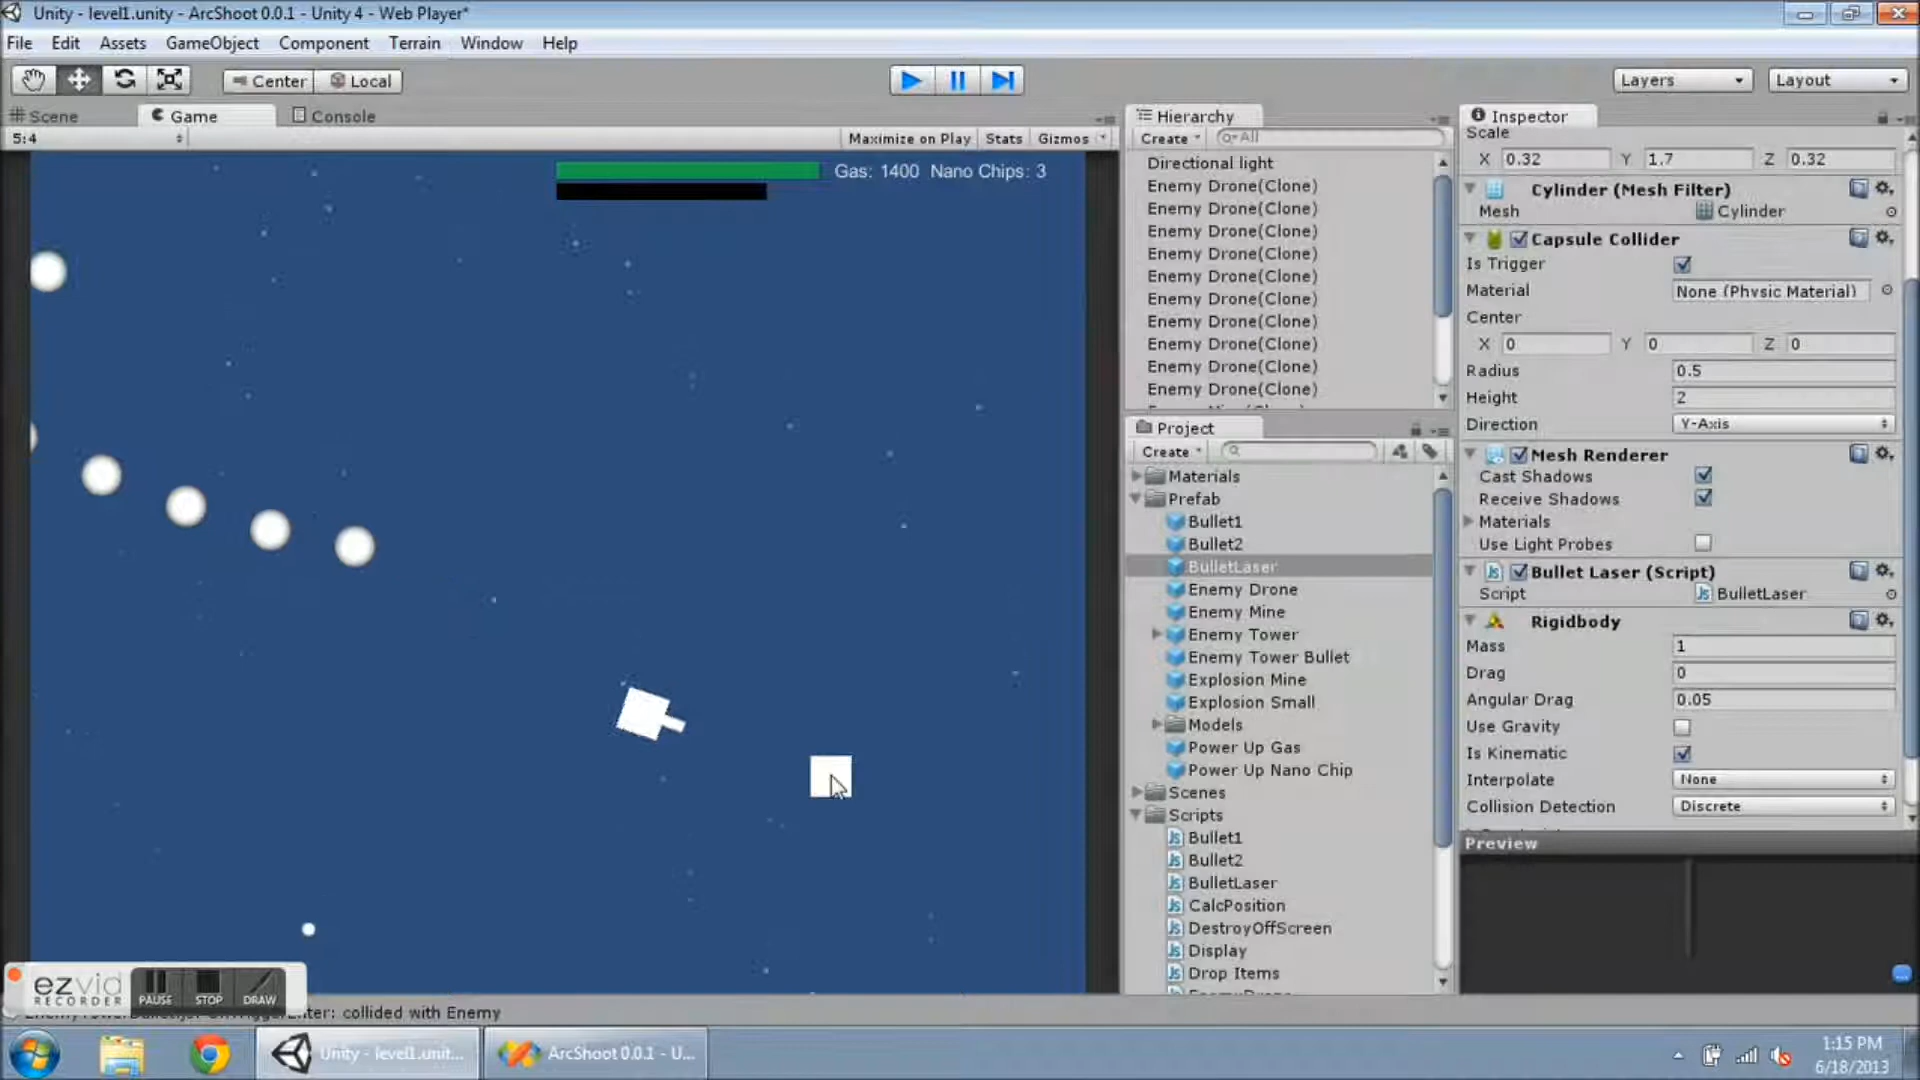 Unity - level1.unity - ArcShoot 0.0.1 - Unity 4 - Web Player*
File Edit Assets GameObject Component Terrain Window Help
Center Local
Layers
Layout
Scene
Game
Console
5:4
Maximize on Play Stats Gizmos
Gas: 1400 Nano Chips: 3
Hierarchy
Create
All
Directional light
Enemy Drone(Clone)
Enemy Drone(Clone)
Enemy Drone(Clone)
Enemy Drone(Clone)
Enemy Drone(Clone)
Enemy Drone(Clone)
Enemy Drone(Clone)
Enemy Drone(Clone)
Enemy Drone(Clone)
Enemy Drone(Clone)
Project
Create
Materials
Prefab
Bullet1
Bullet2
BulletLaser
Enemy Drone
Enemy Mine
Enemy Tower
Enemy Tower Bullet
Explosion Mine
Explosion Small
Models
Power Up Gas
Power Up Nano Chip
Scenes
Scripts
Bullet1
Bullet2
BulletLaser
CalcPosition
DestroyOffScreen
Display
Drop Items
Inspector
Scale
X 0.32 Y 1.7 Z 0.32
Cylinder (Mesh Filter)
Mesh Cylinder
Capsule Collider
Is Trigger
Material None (Physic Material)
Center
X 0 Y 0 Z 0
Radius 0.5
Height 2
Direction Y-Axis
Mesh Renderer
Cast Shadows
Receive Shadows
Materials
Use Light Probes
Bullet Laser (Script)
Script BulletLaser
Rigidbody
Mass 1
Drag 0
Angular Drag 0.05
Use Gravity
Is Kinematic
Interpolate None
Collision Detection Discrete
Preview
ezvid
RECORDER
PAUSE STOP DRAW
collided with Enemy
Unity - level1.unit...
ArcShoot 0.0.1 - U...
1:15 PM
6/18/2013